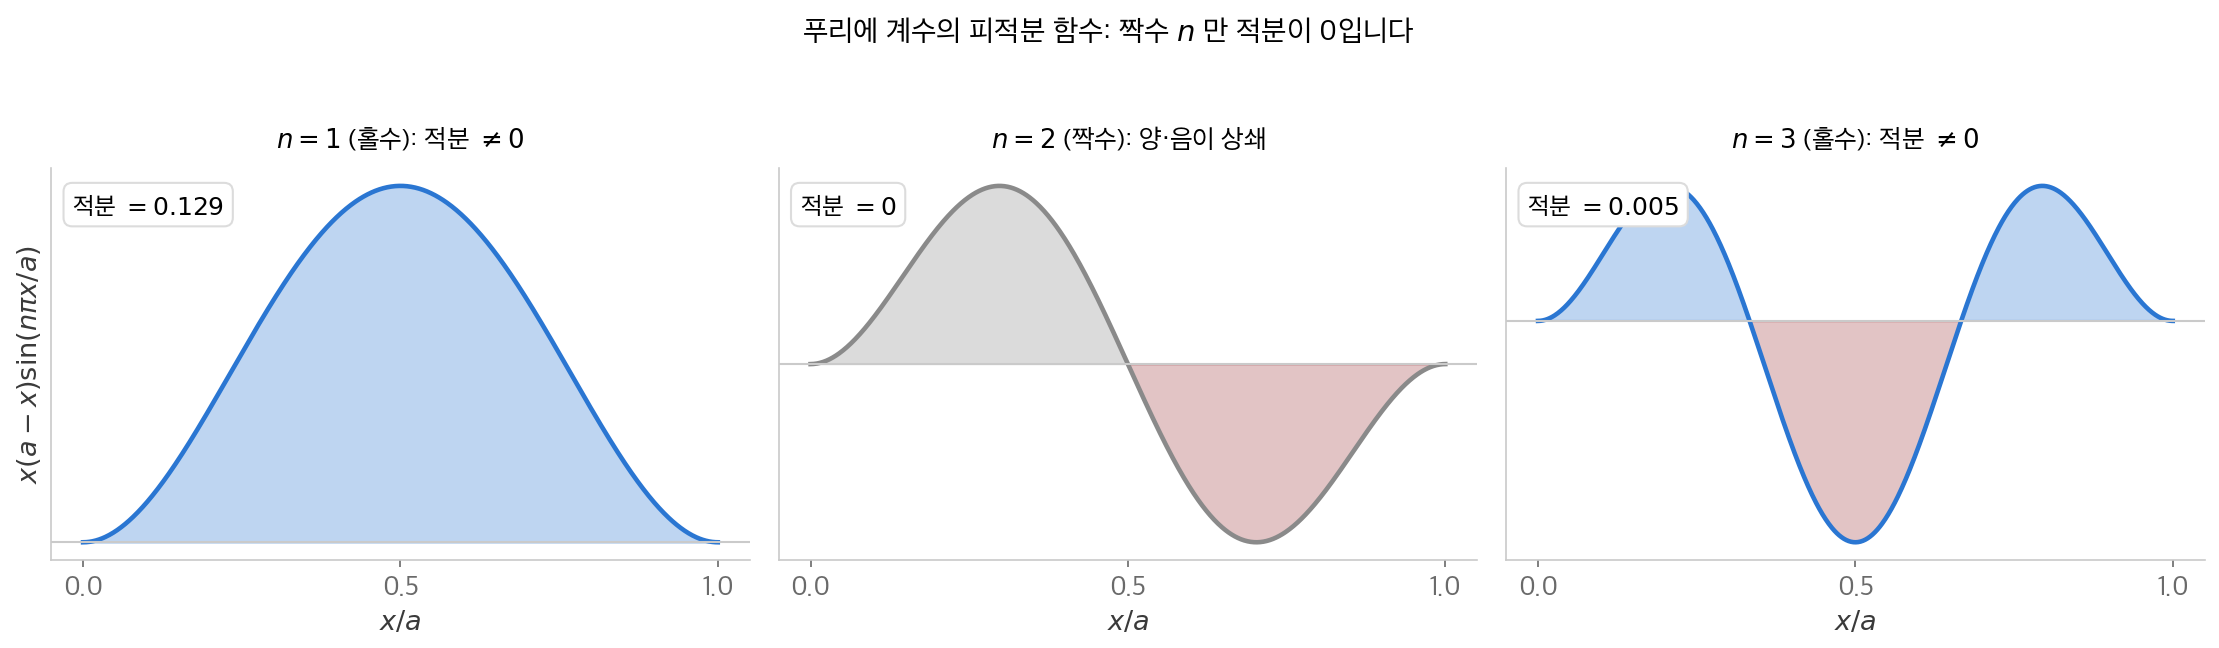 푸리에 계수의 피적분 함수: 짝수 n 만 적분이 0입니다
n = 1 (홀수): 적분 ≠ 0
적분 = 0.129
x(a − x)sin(nπx/a)
0.0 0.5 1.0
x/a
n = 2 (짝수): 양·음이 상쇄
적분 = 0
0.0 0.5 1.0
x/a
n = 3 (홀수): 적분 ≠ 0
적분 = 0.005
0.0 0.5 1.0
x/a